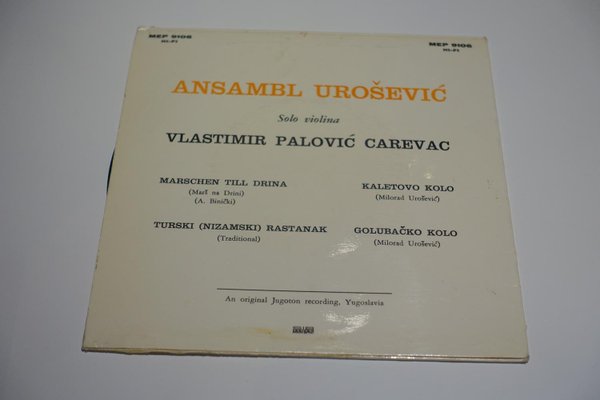 MEP 9106
HI-FI
MEP 9106
HI-FI
ANSAMBL UROŠEVIĆ
Solo violina
VLASTIMIR PALOVIĆ CAREVAC
MARSCHEN TILL DRINA
(Marš na Drini)
(A. Binički)
KALETOVO KOLO
(Milorad Urošević)
TURSKI (NIZAMSKI) RASTANAK
(Traditional)
GOLUBAČKO KOLO
(Milorad Urošević)
An original Jugoton recording, Yugoslavia